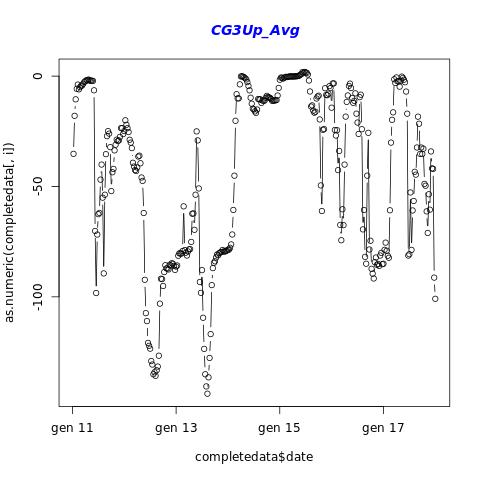 CG3Up_Avg
as.numeric(completedata[, i])
0
-50
-100
gen 11
gen 13
gen 15
gen 17
completedata$date